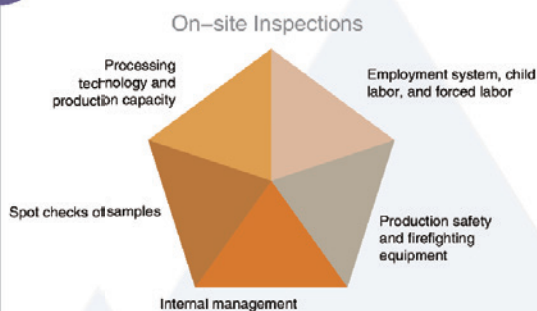 On–site Inspections
Processing
technology and
production capacity
Employment system, child
labor, and forced labor
Spot checks of samples
Production safety
and firefighting
equipment
Internal management